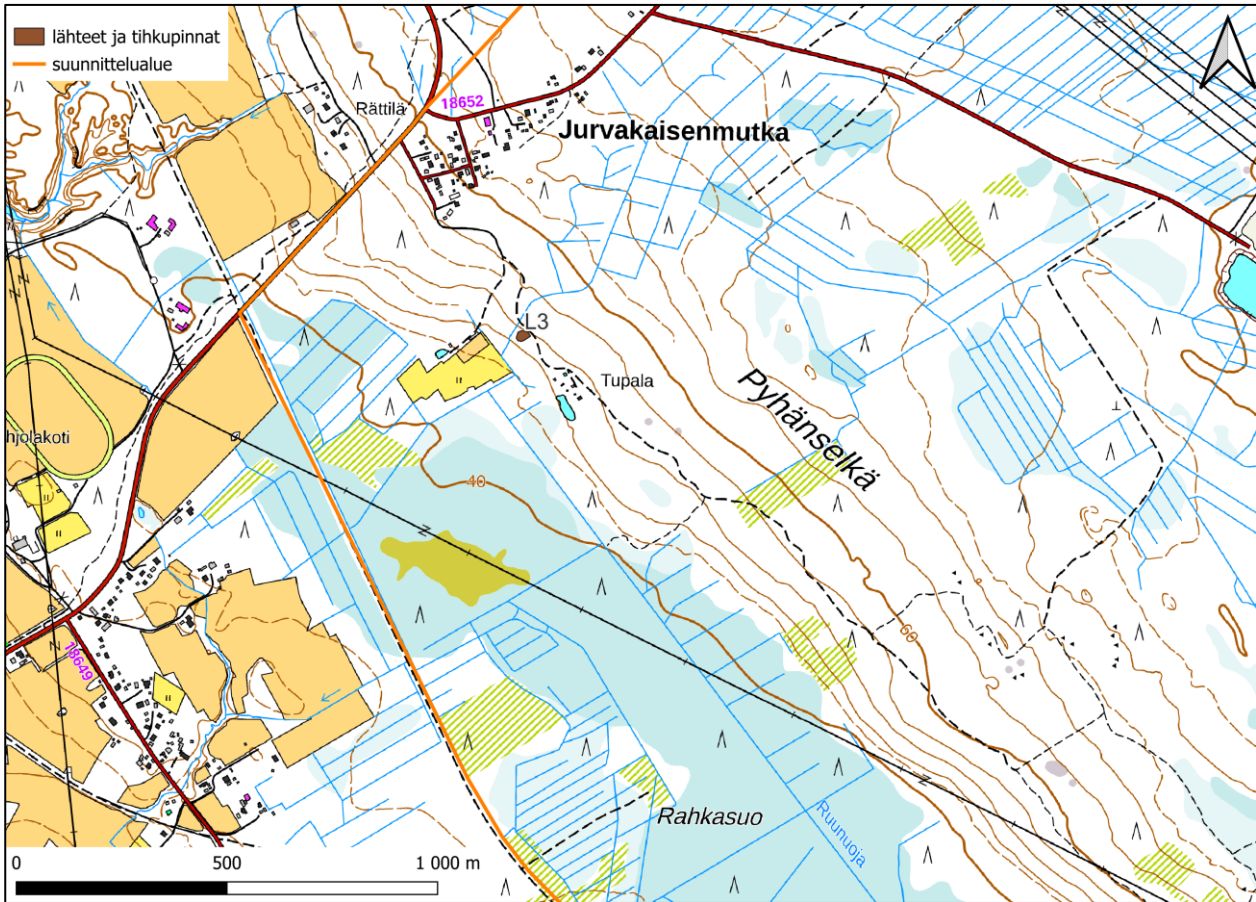 lähteet ja tihkupinnat
suunnittelualue
Rättilä
18652
Jurvakaisenmutka
L3
Tupala
Pyhänselkä
hjolakoti
40
60
18649
Rahkasuo
Ruunuoja
0 500 1 000 m